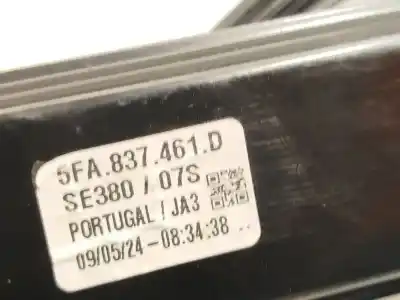 5FA.837.461.D
SE380 / 07S
PORTUGAL / JA3
09/05/24-08:34:38 ..